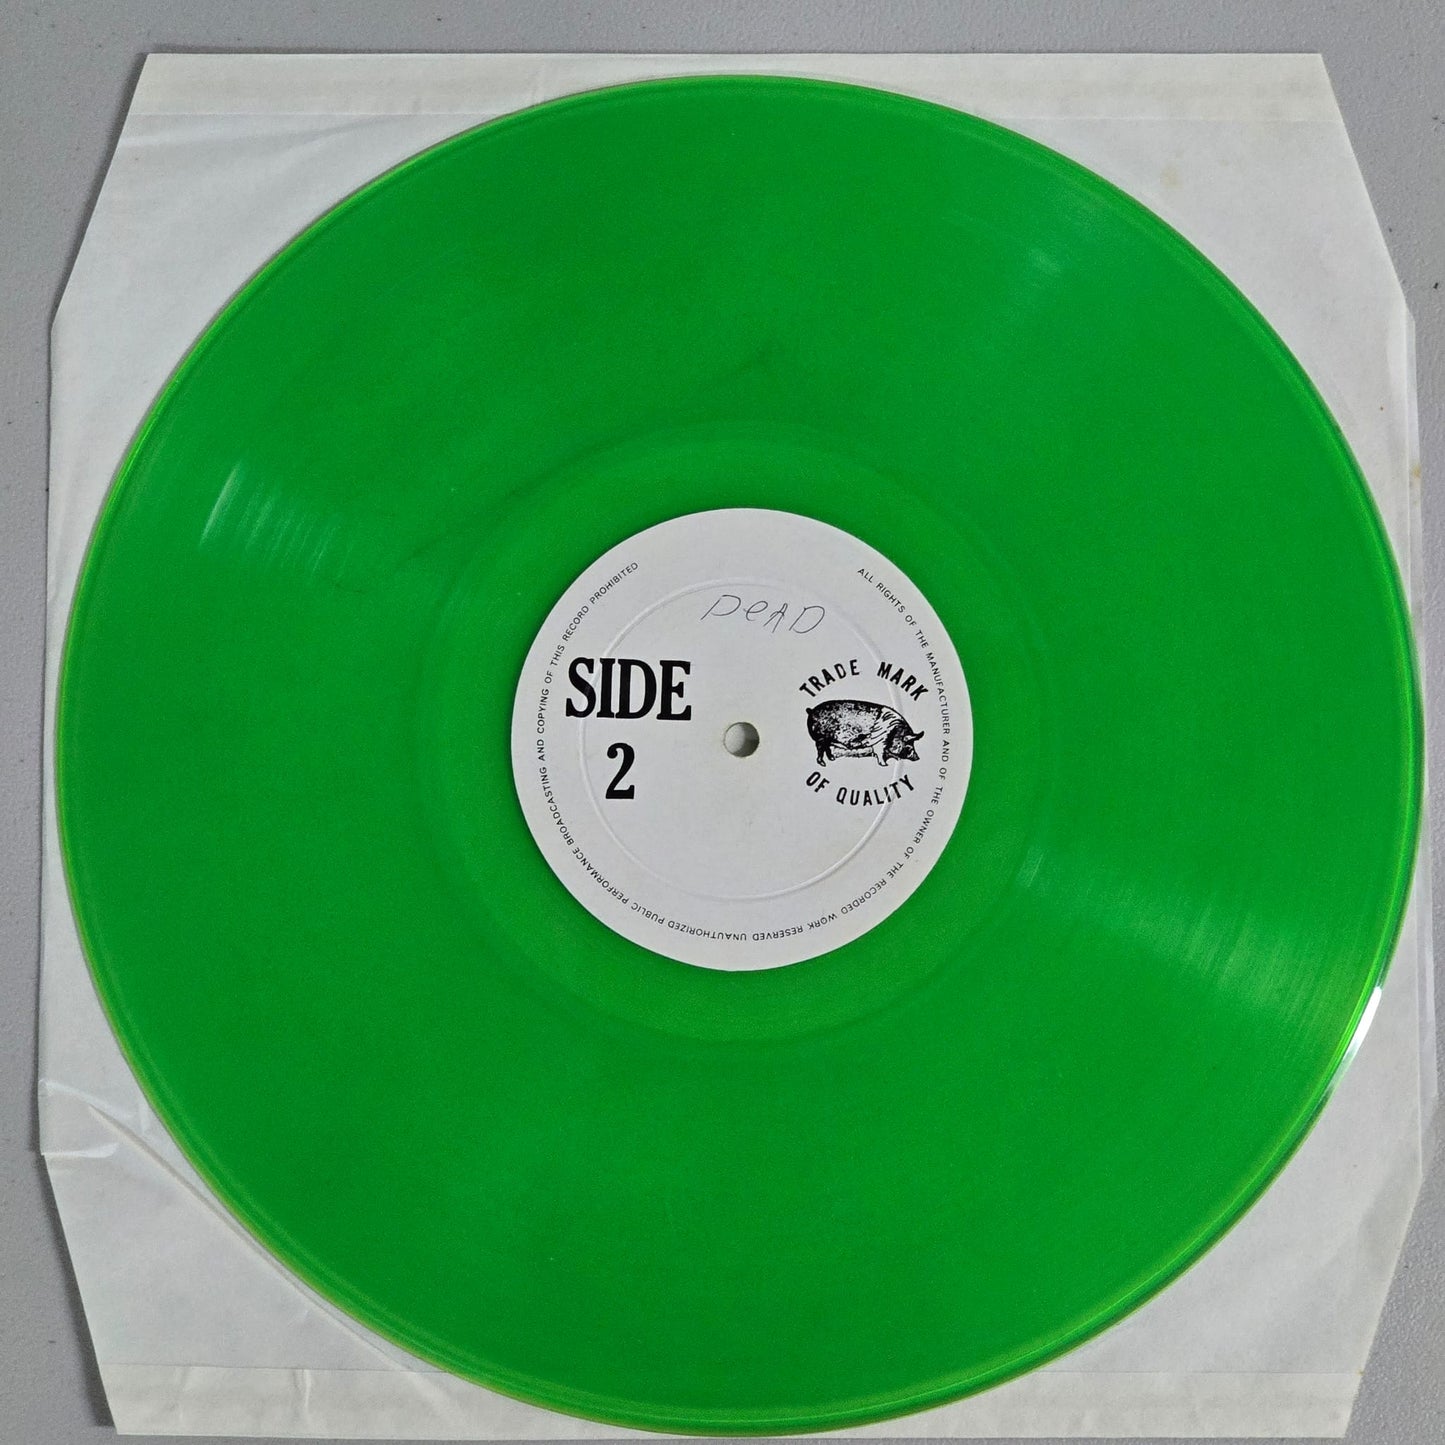 DeAD
SIDE
2
TRADE MARK
OF QUALITY
ALL RIGHTS OF THE MANUFACTURER AND OF THE OWNER OF THE RECORDED WORK RESERVED UNAUTHORIZED PUBLIC PERFORMANCE BROADCASTING AND COPYING OF THIS RECORD PROHIBITED